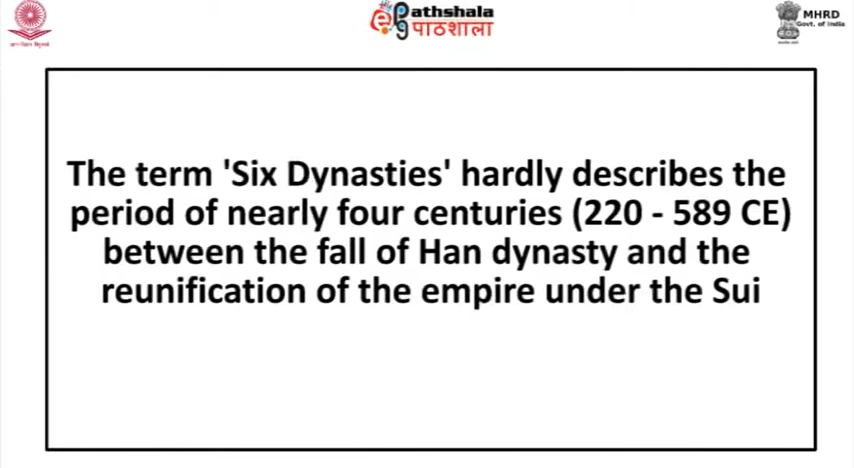 Pathshala
पाठशाला
MHRD
Govt. of India
The term 'Six Dynasties' hardly describes the
period of nearly four centuries (220 - 589 CE)
between the fall of Han dynasty and the
reunification of the empire under the Sui